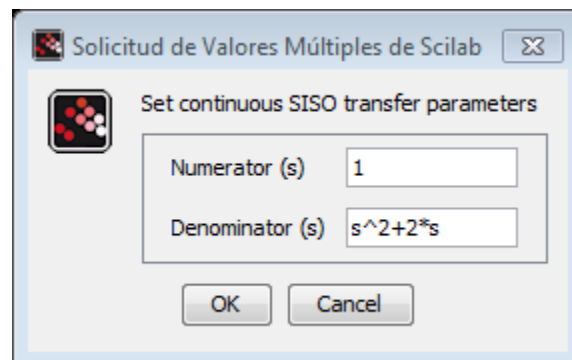 Solicitud de Valores Múltiples de Scilab
Set continuous SISO transfer parameters
Numerator (s) 1
Denominator (s) s^2+2*s
OK Cancel